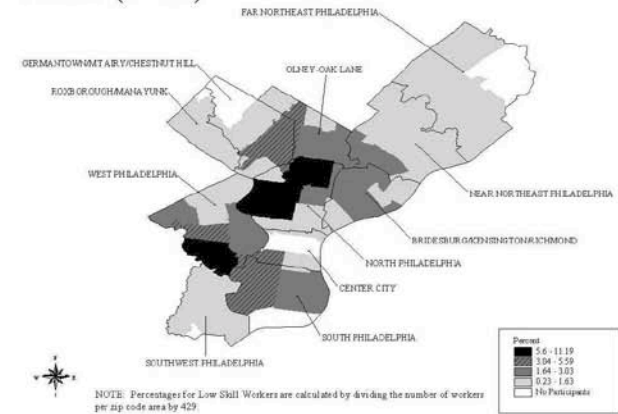 FAR NORTHEAST PHILADELPHIA
GERMANTOWN/MT AIRY/CHESTNUT HILL
OLNEY-OAK LANE
ROXBOROUGH/MANAYUNK
WEST PHILADELPHIA
NEAR NORTHEAST PHILADELPHIA
BRIDESBURG/KENSINGTON/RICHMOND
NORTH PHILADELPHIA
CENTER CITY
SOUTH PHILADELPHIA
SOUTHWEST PHILADELPHIA
Percent
5.6 - 11.19
3.04 - 5.59
1.64 - 3.03
0.23 - 1.63
No Participants
NOTE: Percentages for Low Skill Workers are calculated by dividing the number of workers
per zip code area by 429.